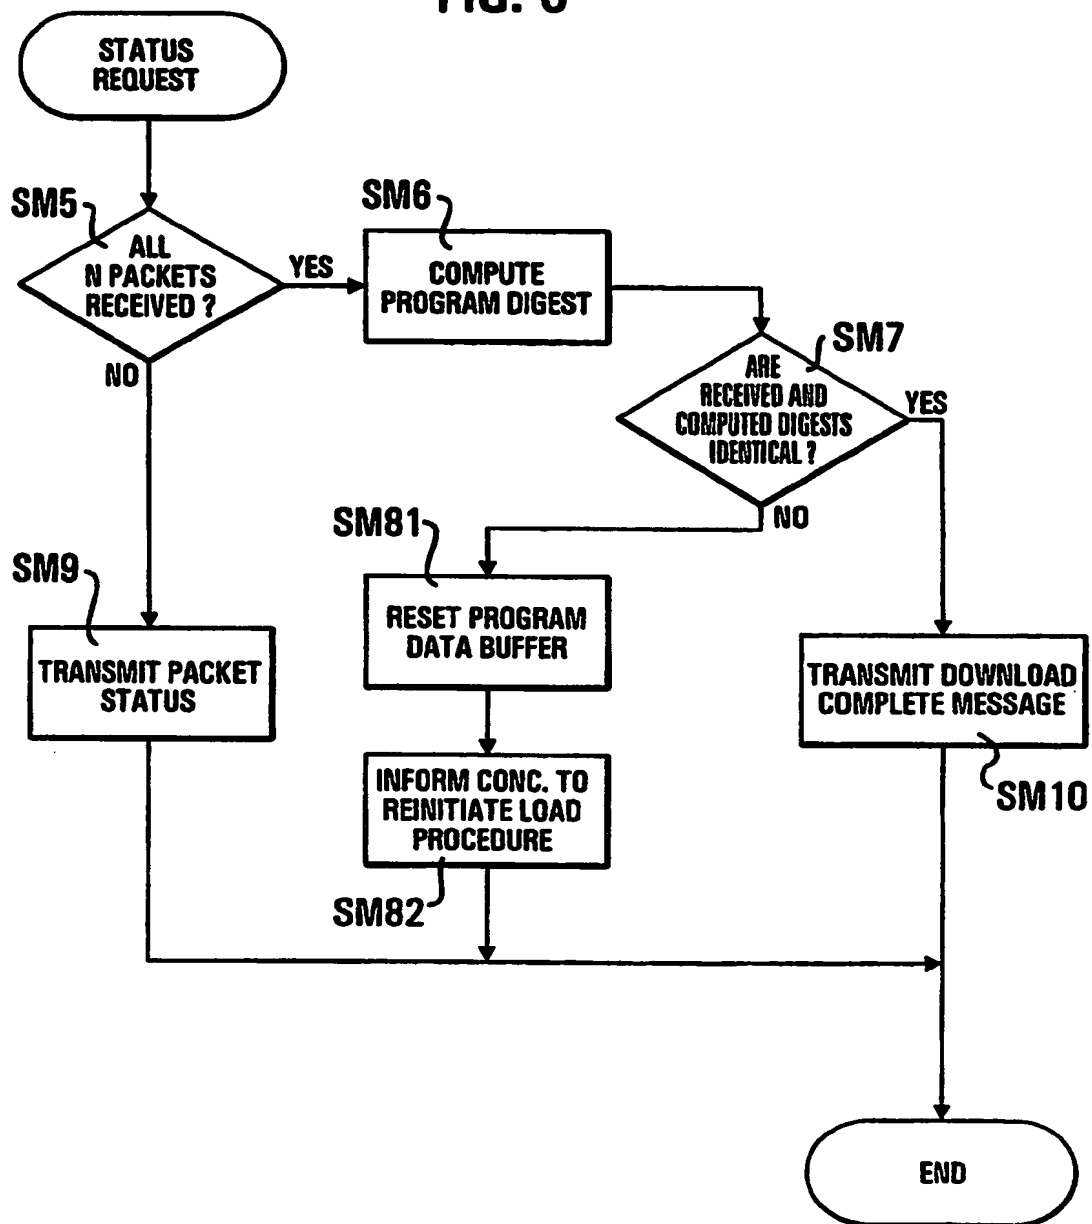 STATUS
REQUEST
SM5
ALL
N PACKETS
RECEIVED ?
YES
NO
SM6
COMPUTE
PROGRAM DIGEST
SM7
ARE
RECEIVED AND
COMPUTED DIGESTS
IDENTICAL ?
YES
NO
SM81
RESET PROGRAM
DATA BUFFER
SM9
TRANSMIT PACKET
STATUS
TRANSMIT DOWNLOAD
COMPLETE MESSAGE
SM10
INFORM CONC. TO
REINITIATE LOAD
PROCEDURE
SM82
END